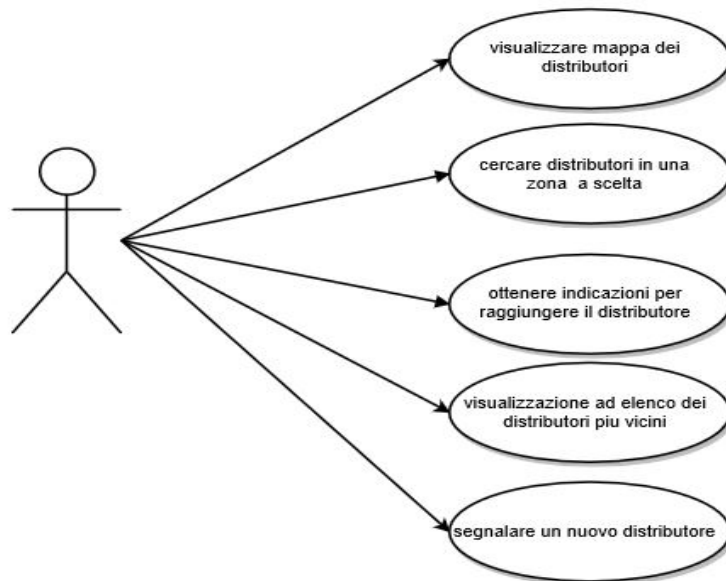 visualizzare mappa dei
distributori
cercare distributori in una
zona a scelta
ottenere indicazioni per
raggiungere il distributore
visualizzazione ad elenco dei
distributori piu vicini
segnalare un nuovo distributore